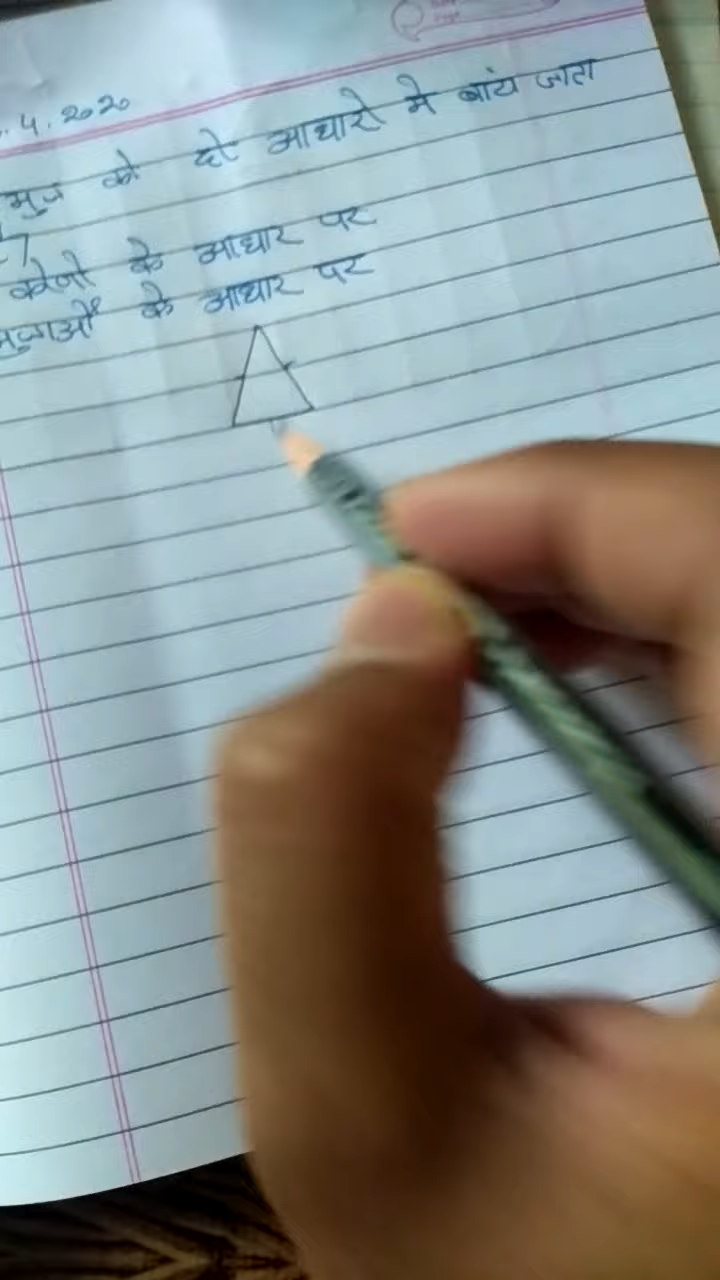 .4.2020
भुज को दो आधारो मे बांय जाता
कोणो के आधार पर
भुजाओं के आधार पर